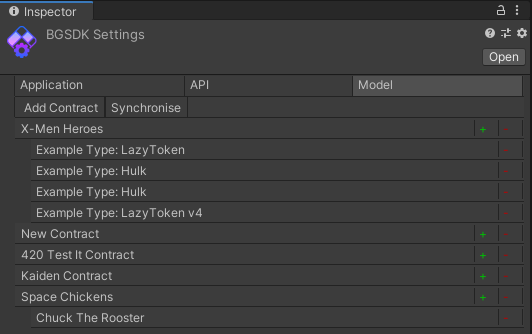 Inspector
BGSDK Settings
Open
Application API Model
Add Contract Synchronise
X-Men Heroes + -
Example Type: LazyToken
Example Type: Hulk
Example Type: Hulk
Example Type: LazyToken v4
New Contract +
420 Test It Contract +
Kaiden Contract +
Space Chickens +
Chuck The Rooster